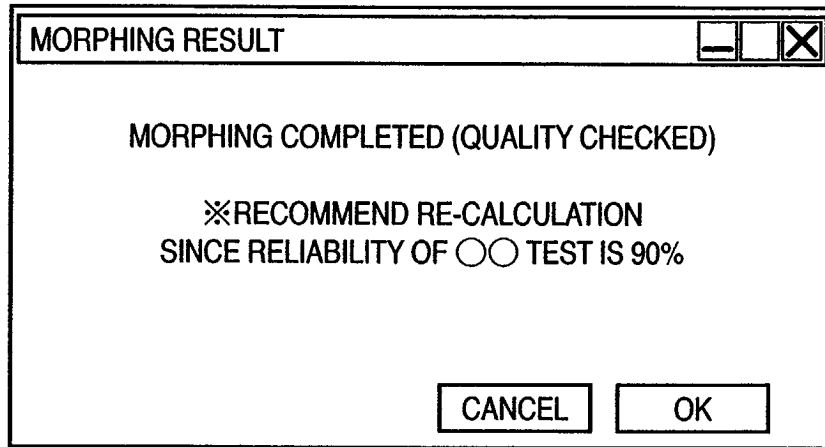 MORPHING RESULT
MORPHING COMPLETED (QUALITY CHECKED)
※RECOMMEND RE-CALCULATION
SINCE RELIABILITY OF ○○ TEST IS 90%
CANCEL OK